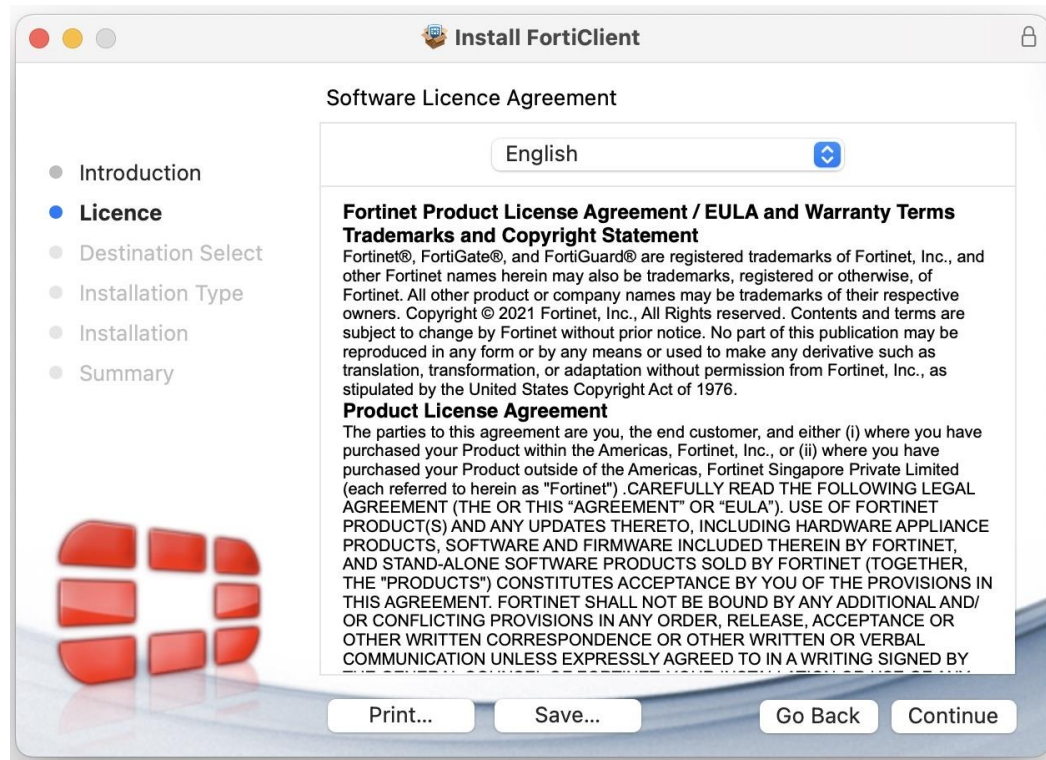 Install FortiClient
Software Licence Agreement
Introduction
Licence
Destination Select
Installation Type
Installation
Summary
English
Fortinet Product License Agreement / EULA and Warranty Terms
Trademarks and Copyright Statement
Fortinet®, FortiGate®, and FortiGuard® are registered trademarks of Fortinet, Inc., and
other Fortinet names herein may also be trademarks, registered or otherwise, of
Fortinet. All other product or company names may be trademarks of their respective
owners. Copyright © 2021 Fortinet, Inc., All Rights reserved. Contents and terms are
subject to change by Fortinet without prior notice. No part of this publication may be
reproduced in any form or by any means or used to make any derivative such as
translation, transformation, or adaptation without permission from Fortinet, Inc., as
stipulated by the United States Copyright Act of 1976.
Product License Agreement
The parties to this agreement are you, the end customer, and either (i) where you have
purchased your Product within the Americas, Fortinet, Inc., or (ii) where you have
purchased your Product outside of the Americas, Fortinet Singapore Private Limited
(each referred to herein as "Fortinet") .CAREFULLY READ THE FOLLOWING LEGAL
AGREEMENT (THE OR THIS “AGREEMENT” OR “EULA”). USE OF FORTINET
PRODUCT(S) AND ANY UPDATES THERETO, INCLUDING HARDWARE APPLIANCE
PRODUCTS, SOFTWARE AND FIRMWARE INCLUDED THEREIN BY FORTINET,
AND STAND-ALONE SOFTWARE PRODUCTS SOLD BY FORTINET (TOGETHER,
THE "PRODUCTS") CONSTITUTES ACCEPTANCE BY YOU OF THE PROVISIONS IN
THIS AGREEMENT. FORTINET SHALL NOT BE BOUND BY ANY ADDITIONAL AND/
OR CONFLICTING PROVISIONS IN ANY ORDER, RELEASE, ACCEPTANCE OR
OTHER WRITTEN CORRESPONDENCE OR OTHER WRITTEN OR VERBAL
COMMUNICATION UNLESS EXPRESSLY AGREED TO IN A WRITING SIGNED BY
Print...
Save...
Go Back
Continue